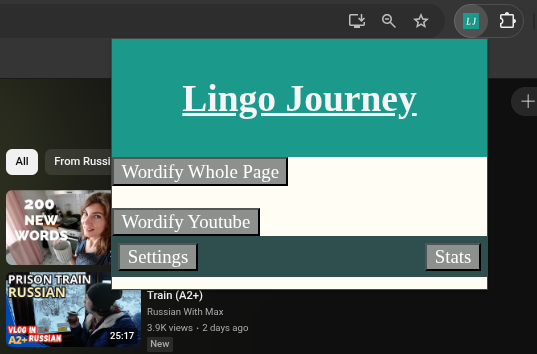 LJ
Lingo Journey
Wordify Whole Page
Wordify Youtube
Settings
Stats
All
From Russi
200
NEW
WORDS
PRISON TRAIN
RUSSIAN
VLOG IN
A2+ RUSSIAN
25:17
Train (A2+)
Russian With Max
3.9K views • 2 days ago
New